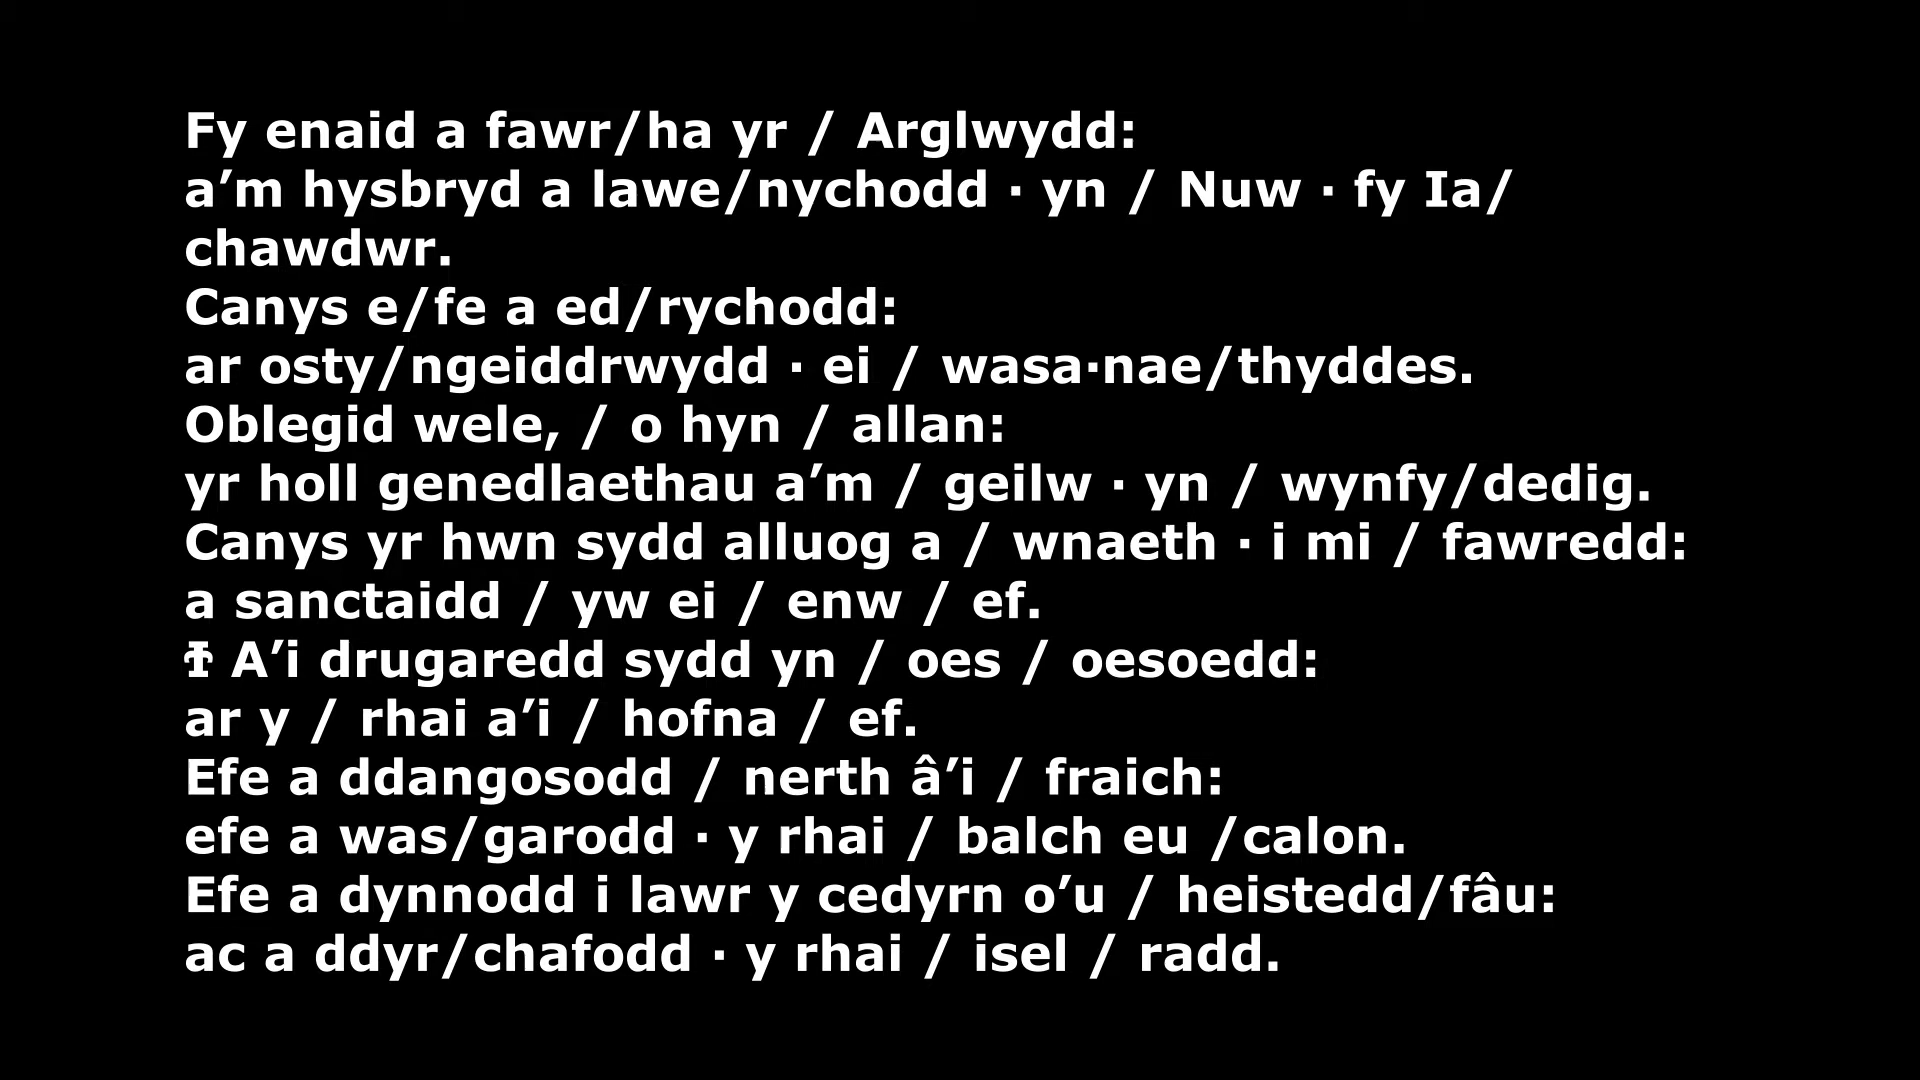 Fy enaid a fawr/ha yr / Arglwydd:
a’m hysbryd a lawe/nychodd · yn / Nuw · fy Ia/
chawdwr.
Canys e/fe a ed/rychodd:
ar osty/ngeiddrwydd · ei / wasa·nae/thyddes.
Oblegid wele, / o hyn / allan:
yr holl genedlaethau a’m / geilw · yn / wynfy/dedig.
Canys yr hwn sydd alluog a / wnaeth · i mi / fawredd:
a sanctaidd / yw ei / enw / ef.
A’i drugaredd sydd yn / oes / oesoedd:
ar y / rhai a’i / hofna / ef.
Efe a ddangosodd / nerth â’i / fraich:
efe a was/garodd · y rhai / balch eu /calon.
Efe a dynnodd i lawr y cedyrn o’u / heistedd/fâu:
ac a ddyr/chafodd · y rhai / isel / radd.